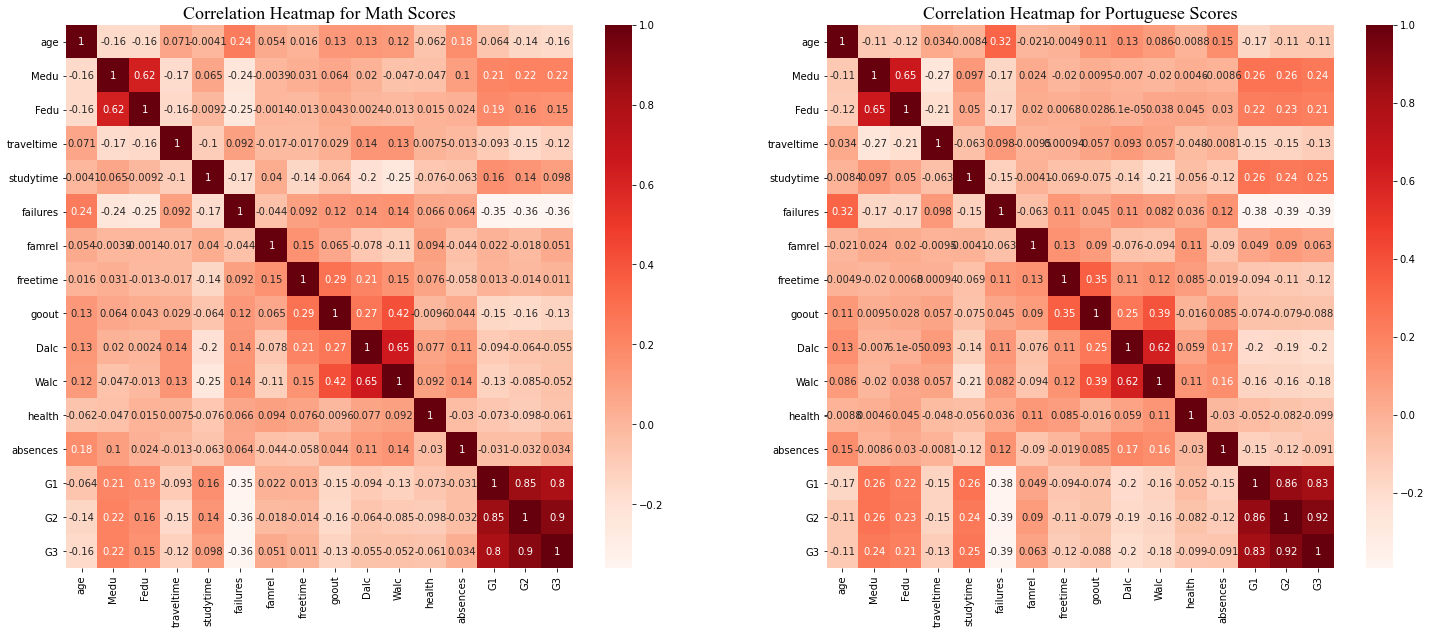 Correlation Heatmap for Math Scores
age 1 -0.16 -0.16 0.071 -0.0041 0.24 0.054 0.016 0.13 0.13 0.12 -0.062 0.18 -0.064 -0.14 -0.16
Medu -0.16 1 0.62 -0.17 0.065 -0.24 -0.0039 0.031 0.064 0.02 -0.047 -0.047 0.1 0.21 0.22 0.22
Fedu -0.16 0.62 1 -0.16 -0.0092 -0.25 -0.0014 -0.013 0.043 0.0024 -0.013 0.015 0.024 0.19 0.16 0.15
traveltime 0.071 -0.17 -0.16 1 -0.1 0.092 -0.017 -0.017 0.029 0.14 0.13 0.0075 -0.013 -0.093 -0.15 -0.12
studytime -0.0041 0.065 -0.0092 -0.1 1 -0.17 0.04 -0.14 -0.064 -0.2 -0.25 -0.076 -0.063 0.16 0.14 0.098
failures 0.24 -0.24 -0.25 0.092 -0.17 1 -0.044 0.092 0.12 0.14 0.14 0.066 0.064 -0.35 -0.36 -0.36
famrel 0.054 -0.0039 -0.0014 -0.017 0.04 -0.044 1 0.15 0.065 -0.078 -0.11 0.094 -0.044 0.022 -0.018 0.051
freetime 0.016 0.031 -0.013 -0.017 -0.14 0.092 0.15 1 0.29 0.21 0.15 0.076 -0.058 0.013 -0.014 0.011
goout 0.13 0.064 0.043 0.029 -0.064 0.12 0.065 0.29 1 0.27 0.42 -0.0096 0.044 -0.15 -0.16 -0.13
Dalc 0.13 0.02 0.0024 0.14 -0.2 0.14 -0.078 0.21 0.27 1 0.65 0.077 0.11 -0.094 -0.064 -0.055
Walc 0.12 -0.047 -0.013 0.13 -0.25 0.14 -0.11 0.15 0.42 0.65 1 0.092 0.14 -0.13 -0.085 -0.052
health -0.062 -0.047 0.015 0.0075 -0.076 0.066 0.094 0.076 -0.0096 0.077 0.092 1 -0.03 -0.073 -0.098 -0.061
absences 0.18 0.1 0.024 -0.013 -0.063 0.064 -0.044 -0.058 0.044 0.11 0.14 -0.03 1 -0.031 -0.032 0.034
G1 -0.064 0.21 0.19 -0.093 0.16 -0.35 0.022 0.013 -0.15 -0.094 -0.13 -0.073 -0.031 1 0.85 0.8
G2 -0.14 0.22 0.16 -0.15 0.14 -0.36 -0.018 -0.014 -0.16 -0.064 -0.085 -0.098 -0.032 0.85 1 0.9
G3 -0.16 0.22 0.15 -0.12 0.098 -0.36 0.051 0.011 -0.13 -0.055 -0.052 -0.061 0.034 0.8 0.9 1
age Medu Fedu traveltime studytime failures famrel freetime goout Dalc Walc health absences G1 G2 G3
1.0
0.8
0.6
0.4
0.2
0.0
−0.2
Correlation Heatmap for Portuguese Scores
age 1 -0.11 -0.12 0.034 -0.0084 0.32 -0.021 -0.0049 0.11 0.13 0.086 -0.0088 0.15 -0.17 -0.11 -0.11
Medu -0.11 1 0.65 -0.27 0.097 -0.17 0.024 -0.02 0.0095 -0.007 -0.02 0.0046 -0.0086 0.26 0.26 0.24
Fedu -0.12 0.65 1 -0.21 0.05 -0.17 0.02 0.0068 0.028 6.1e-05 0.038 0.045 0.03 0.22 0.23 0.21
traveltime 0.034 -0.27 -0.21 1 -0.063 0.098 -0.0095 0.00094 0.057 0.093 0.057 -0.048 -0.0081 -0.15 -0.15 -0.13
studytime -0.0084 0.097 0.05 -0.063 1 -0.15 -0.0041 -0.069 -0.075 -0.14 -0.21 -0.056 -0.12 0.26 0.24 0.25
failures 0.32 -0.17 -0.17 0.098 -0.15 1 -0.063 0.11 0.045 0.11 0.082 0.036 0.12 -0.38 -0.39 -0.39
famrel -0.021 0.024 0.02 -0.0095 -0.0041 -0.063 1 0.13 0.09 -0.076 -0.094 0.11 -0.09 0.049 0.09 0.063
freetime -0.0049 -0.02 0.0068 0.00094 -0.069 0.11 0.13 1 0.35 0.11 0.12 0.085 -0.019 -0.094 -0.11 -0.12
goout 0.11 0.0095 0.028 0.057 -0.075 0.045 0.09 0.35 1 0.25 0.39 -0.016 0.085 -0.074 -0.079 -0.088
Dalc 0.13 -0.007 6.1e-05 0.093 -0.14 0.11 -0.076 0.11 0.25 1 0.62 0.059 0.17 -0.2 -0.19 -0.2
Walc 0.086 -0.02 0.038 0.057 -0.21 0.082 -0.094 0.12 0.39 0.62 1 0.11 0.16 -0.16 -0.16 -0.18
health -0.0088 0.0046 0.045 -0.048 -0.056 0.036 0.11 0.085 -0.016 0.059 0.11 1 -0.03 -0.052 -0.082 -0.099
absences 0.15 -0.0086 0.03 -0.0081 -0.12 0.12 -0.09 -0.019 0.085 0.17 0.16 -0.03 1 -0.15 -0.12 -0.091
G1 -0.17 0.26 0.22 -0.15 0.26 -0.38 0.049 -0.094 -0.074 -0.2 -0.16 -0.052 -0.15 1 0.86 0.83
G2 -0.11 0.26 0.23 -0.15 0.24 -0.39 0.09 -0.11 -0.079 -0.19 -0.16 -0.082 -0.12 0.86 1 0.92
G3 -0.11 0.24 0.21 -0.13 0.25 -0.39 0.063 -0.12 -0.088 -0.2 -0.18 -0.099 -0.091 0.83 0.92 1
age Medu Fedu traveltime studytime failures famrel freetime goout Dalc Walc health absences G1 G2 G3
1.0
0.8
0.6
0.4
0.2
0.0
−0.2